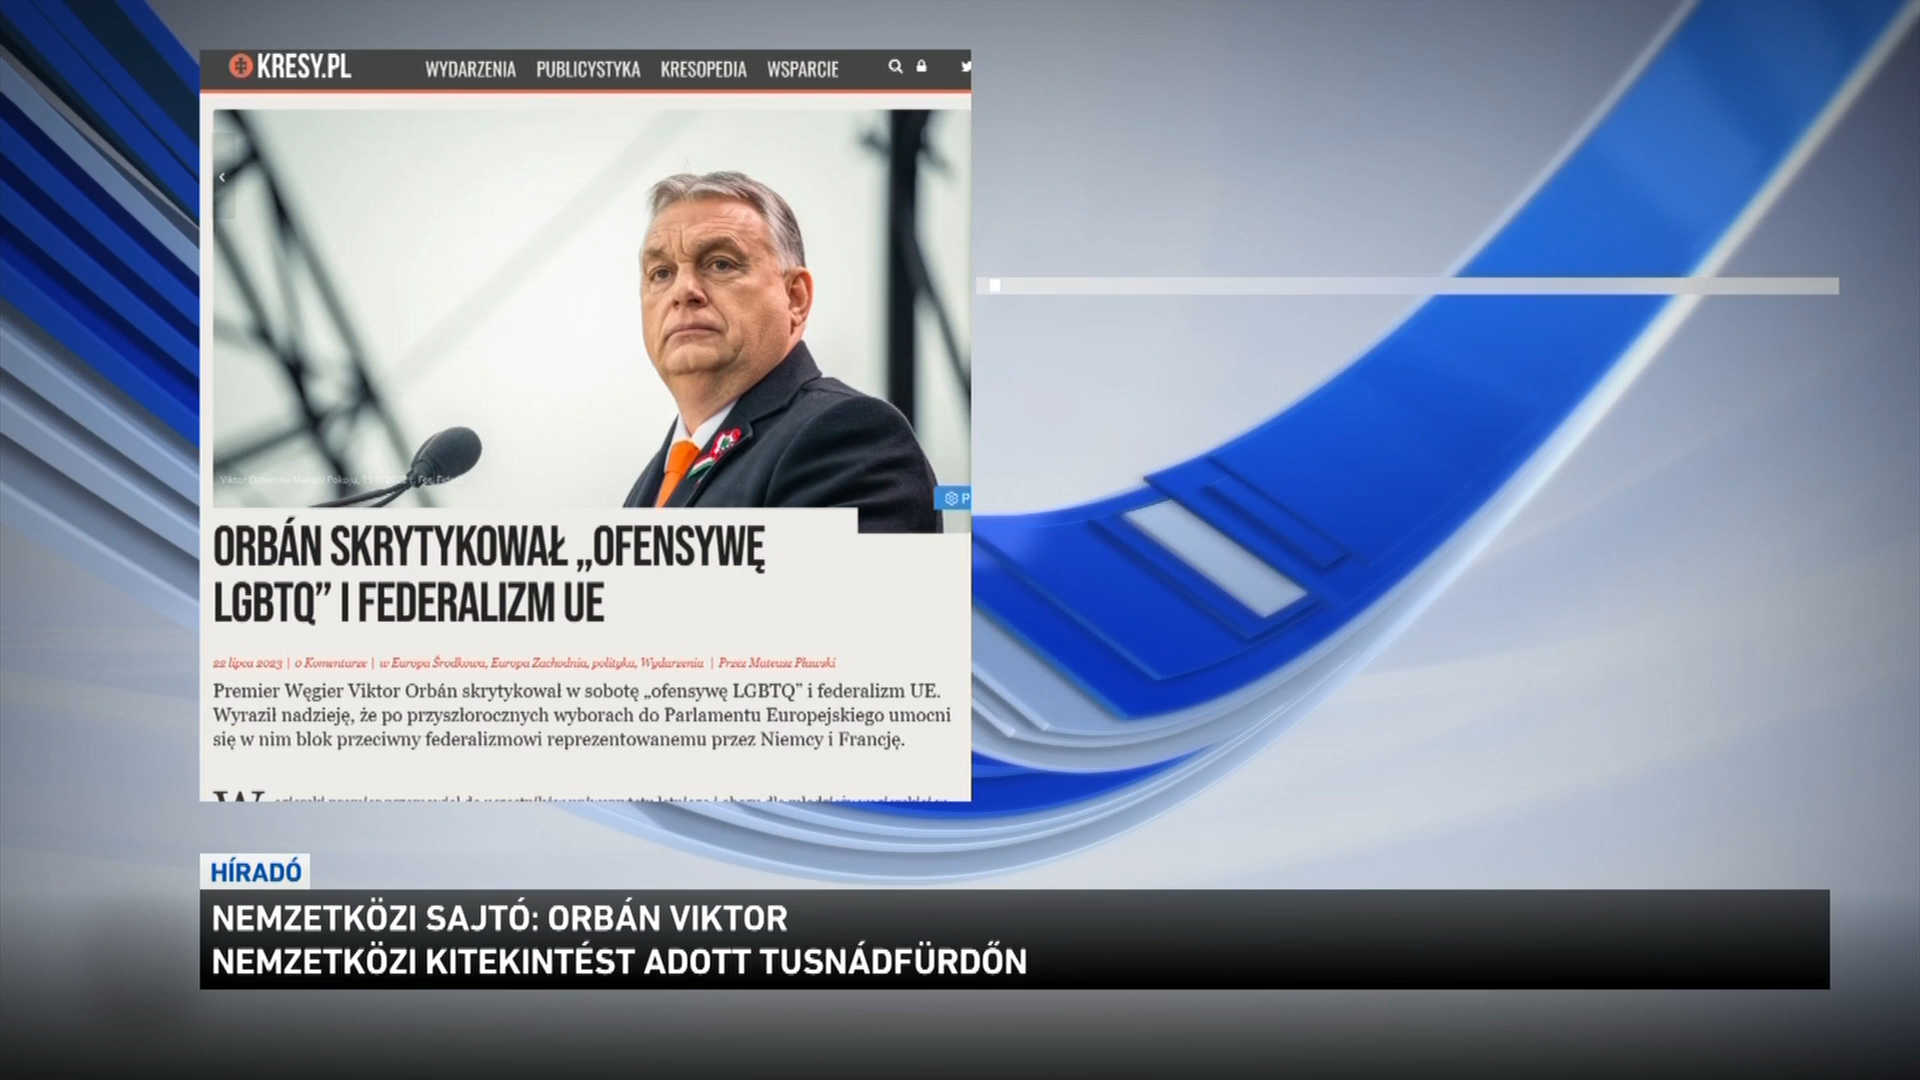 KRESY.PL
WYDARZENIA PUBLICYSTYKA KRESOPEDIA WSPARCIE
P
ORBÁN SKRYTYKOWAŁ „OFENSYWĘ
LGBTQ” I FEDERALIZM UE
22 lipca 2023 | 0 Komentarze | w Europa Środkowa, Europa Zachodnia, polityka, Wydarzenia | Przez Mateusz Pławski
Premier Węgier Viktor Orbán skrytykował w sobotę „ofensywę LGBTQ” i federalizm UE.
Wyraził nadzieję, że po przyszłorocznych wyborach do Parlamentu Europejskiego umocni
się w nim blok przeciwny federalizmowi reprezentowanemu przez Niemcy i Francję.
HÍRADÓ
NEMZETKÖZI SAJTÓ: ORBÁN VIKTOR
NEMZETKÖZI KITEKINTÉST ADOTT TUSNÁDFÜRDŐN